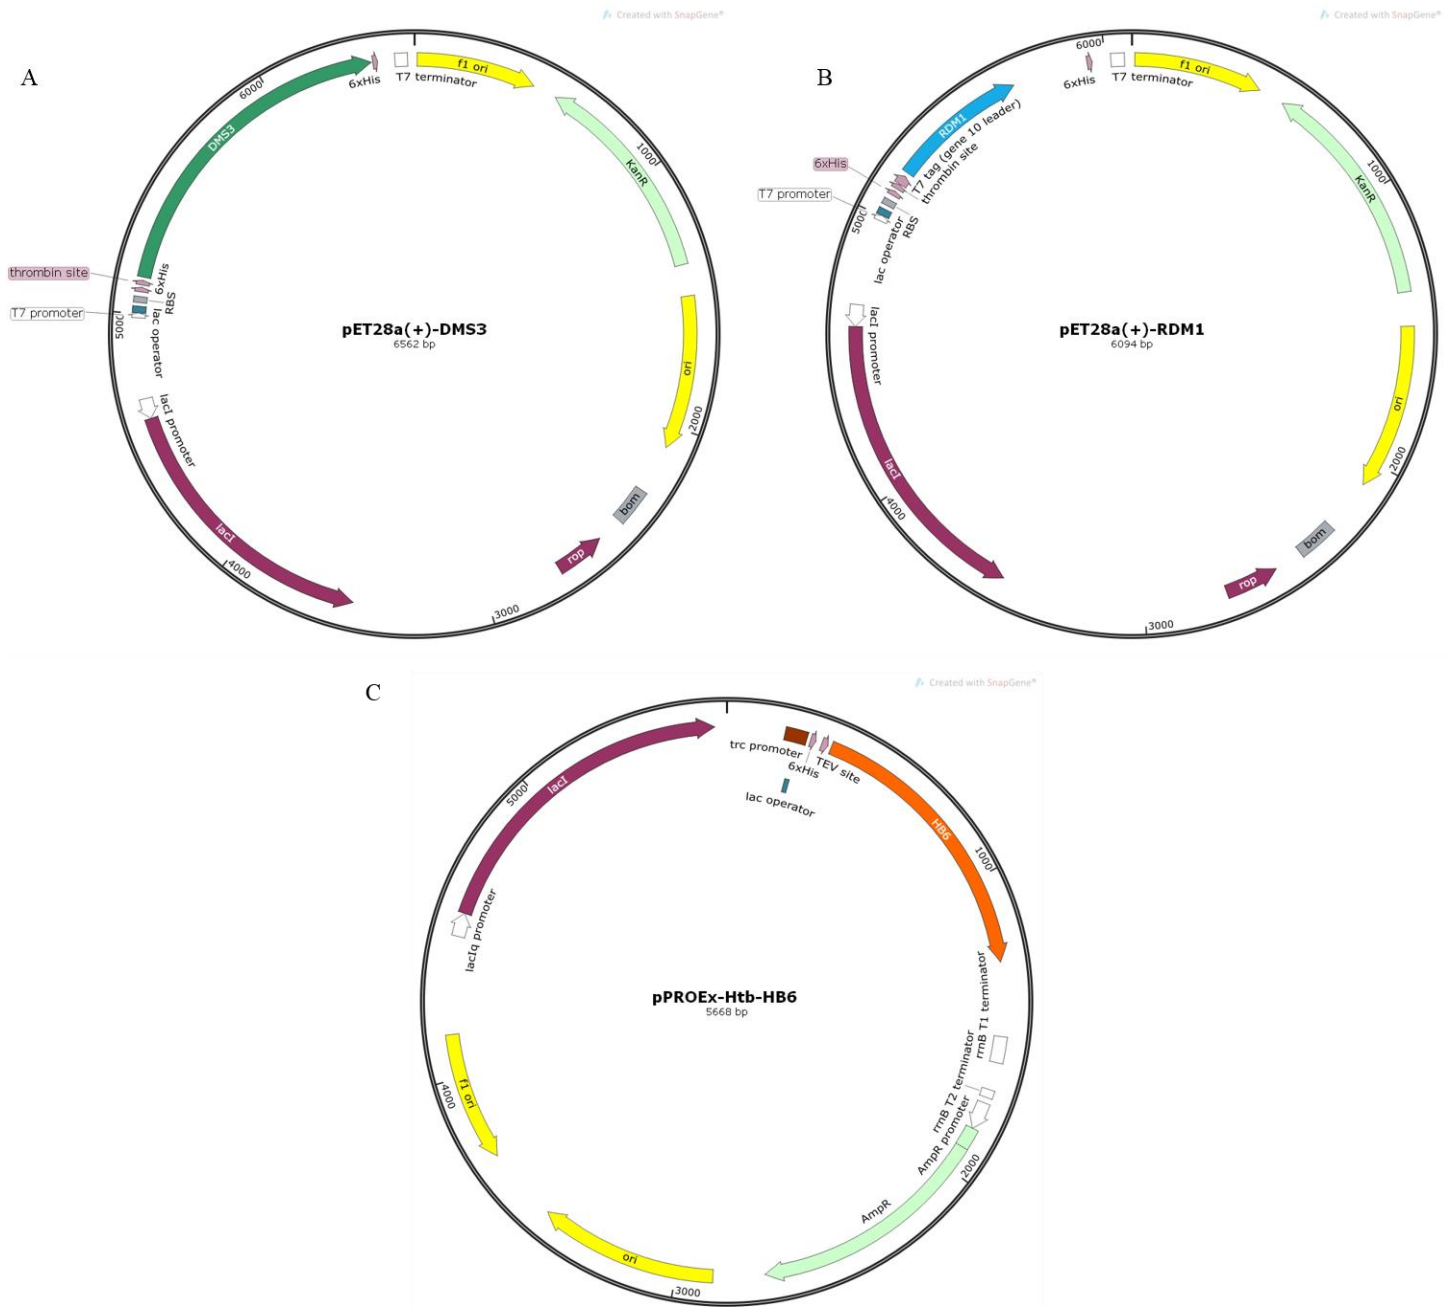 Created with SnapGene®
Created with SnapGene®
A
B
6xHis
T7 terminator
f1 ori
KanR
1000
ori
2000
bom
rop
3000
lacI
4000
lacI promoter
lac operator
5000
T7 promoter
RBS
6xHis
thrombin site
DMS3
6000
pET28a(+)-DMS3
6562 bp
6000
6xHis
T7 terminator
f1 ori
KanR
1000
ori
2000
bom
rop
3000
lacI
4000
lacI promoter
lac operator
5000
T7 promoter
RBS
6xHis
thrombin site
T7 tag (gene 10 leader)
RDM1
pET28a(+)-RDM1
6094 bp
C
Created with SnapGene®
trc promoter
6xHis
TEV site
lac operator
HB6
1000
rrnB T1 terminator
rrnB T2 terminator
AmpR promoter
2000
AmpR
3000
ori
f1 ori
4000
lacIq promoter
lacI
5000
pPROEx-Htb-HB6
5668 bp